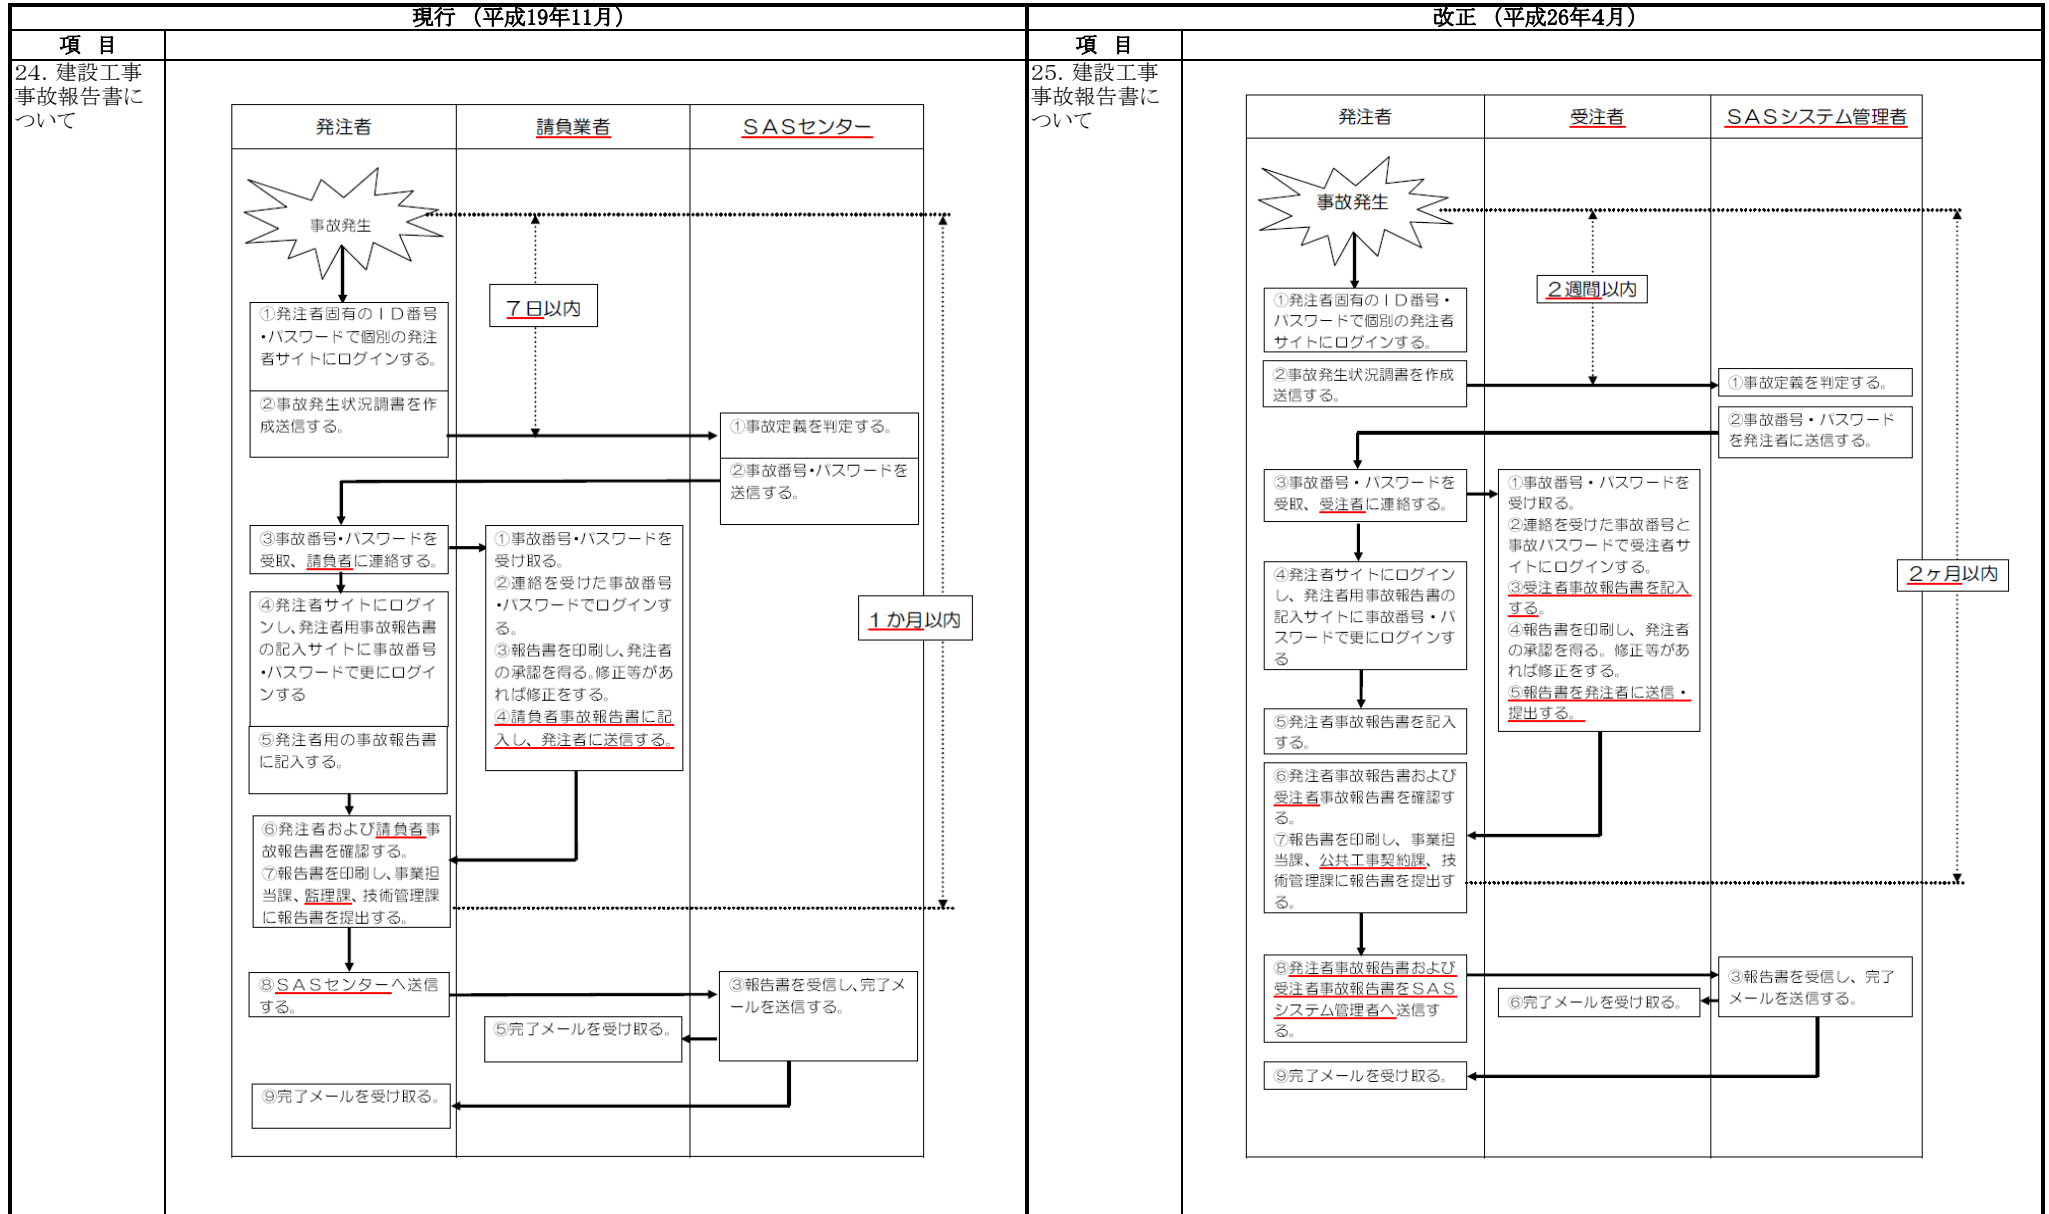 現行 （平成19年11月）
項 目
24. 建設工事
事故報告書に
ついて
発注者
請負業者
ＳＡＳセンター
事故発生
７日以内
①発注者固有のＩＤ番号
・パスワードで個別の発注
者サイトにログインする。
②事故発生状況調書を作
成送信する。
①事故定義を判定する。
②事故番号・パスワードを
送信する。
③事故番号・パスワードを
受取、請負者に連絡する。
①事故番号・パスワードを
受け取る。
②連絡を受けた事故番号
・パスワードでログインす
る。
③報告書を印刷し、発注者
の承認を得る。修正等があ
れば修正をする。
④請負者事故報告書に記
入し、発注者に送信する。
④発注者サイトにログイ
ンし、発注者用事故報告書
の記入サイトに事故番号
・パスワードで更にログイ
ンする
１か月以内
⑤発注者用の事故報告書
に記入する。
⑥発注者および請負者事
故報告書を確認する。
⑦報告書を印刷し、事業担
当課、監理課、技術管理課
に報告書を提出する。
⑧ＳＡＳセンターへ送信
する。
③報告書を受信し、完了メ
ールを送信する。
⑤完了メールを受け取る。
⑨完了メールを受け取る。
改正 （平成26年4月）
項 目
25. 建設工事
事故報告書に
ついて
発注者
受注者
ＳＡＳシステム管理者
事故発生
２週間以内
①発注者固有のＩＤ番号・
パスワードで個別の発注者
サイトにログインする。
②事故発生状況調書を作成
送信する。
①事故定義を判定する。
②事故番号・パスワード
を発注者に送信する。
③事故番号・パスワードを
受取、受注者に連絡する。
①事故番号・パスワードを
受け取る。
②連絡を受けた事故番号と
事故パスワードで受注者サ
イトにログインする。
③受注者事故報告書を記入
する。
④報告書を印刷し、発注者
の承認を得る。修正等があ
れば修正をする。
⑤報告書を発注者に送信・
提出する。
④発注者サイトにログイン
し、発注者用事故報告書の
記入サイトに事故番号・パ
スワードで更にログインす
る
２ヶ月以内
⑤発注者事故報告書を記入
する。
⑥発注者事故報告書および
受注者事故報告書を確認す
る。
⑦報告書を印刷し、事業担
当課、公共工事契約課、技
術管理課に報告書を提出す
る。
⑧発注者事故報告書および
受注者事故報告書をＳＡＳ
システム管理者へ送信す
る。
③報告書を受信し、完了
メールを送信する。
⑥完了メールを受け取る。
⑨完了メールを受け取る。